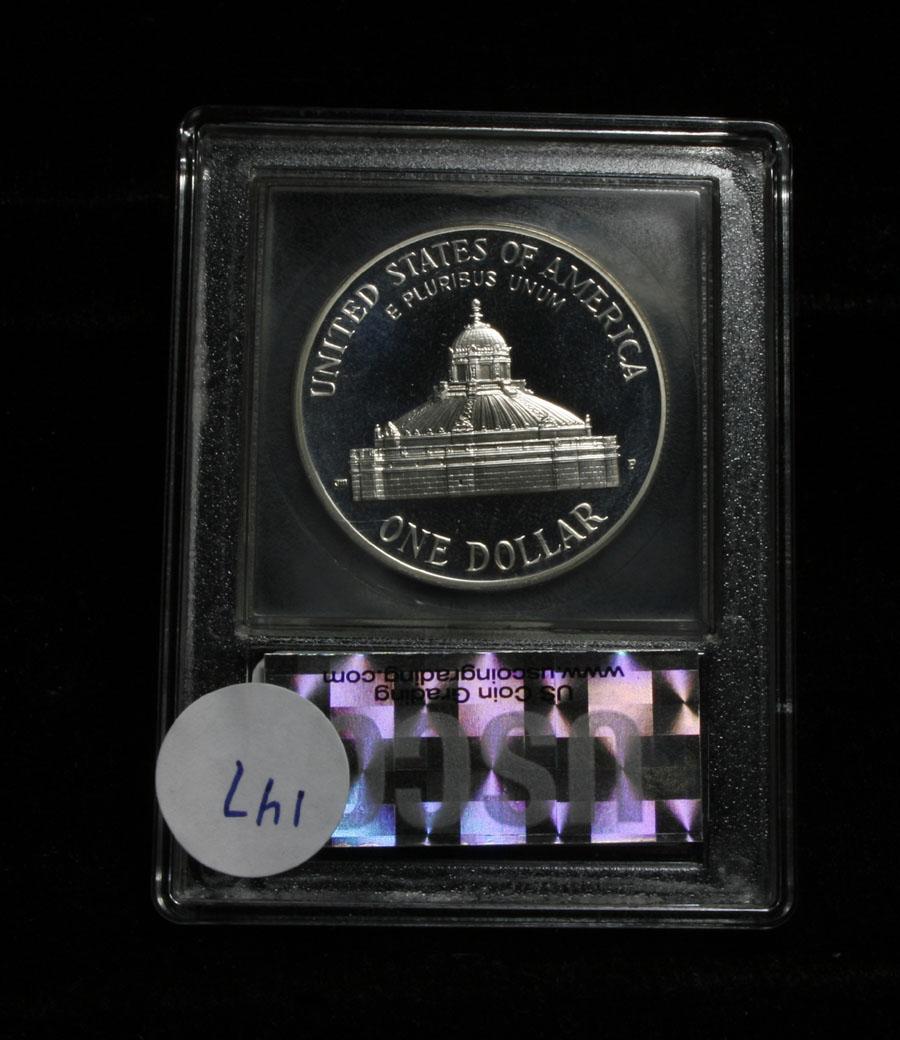 UNITED STATES OF AMERICA
E PLURIBUS UNUM
P
ONE DOLLAR
www.uscoingrading.com
US Coin Grading
USCG
147